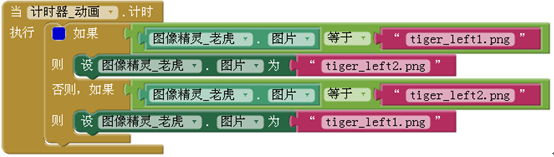 当 计时器_动画 .计时
执行 如果 图像精灵_老虎 . 图片 等于 “ tiger_left1.png ”
则 设 图像精灵_老虎 . 图片 为 “ tiger_left2.png ”
否则,如果 图像精灵_老虎 . 图片 等于 “ tiger_left2.png ”
则 设 图像精灵_老虎 . 图片 为 “ tiger_left1.png ”